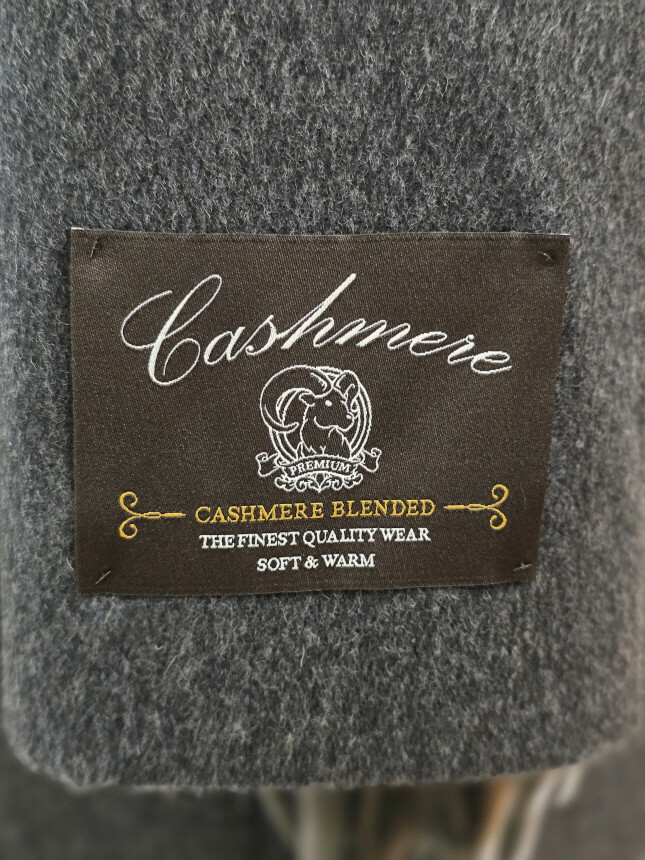 Cashmere
PREMIUM
CASHMERE BLENDED
THE FINEST QUALITY WEAR
SOFT & WARM